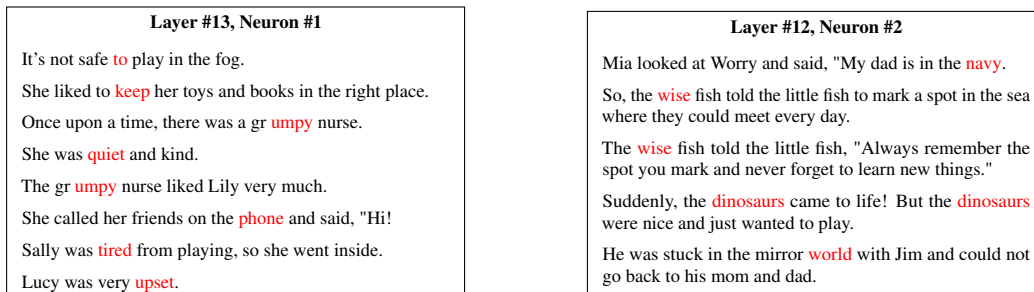 Layer #13, Neuron #1
It's not safe to play in the fog.
She liked to keep her toys and books in the right place.
Once upon a time, there was a gr umpy nurse.
She was quiet and kind.
The gr umpy nurse liked Lily very much.
She called her friends on the phone and said, "Hi!
Sally was tired from playing, so she went inside.
Lucy was very upset.
Layer #12, Neuron #2
Mia looked at Worry and said, "My dad is in the navy.
So, the wise fish told the little fish to mark a spot in the sea
where they could meet every day.
The wise fish told the little fish, "Always remember the
spot you mark and never forget to learn new things."
Suddenly, the dinosaurs came to life! But the dinosaurs
were nice and just wanted to play.
He was stuck in the mirror world with Jim and could not
go back to his mom and dad.